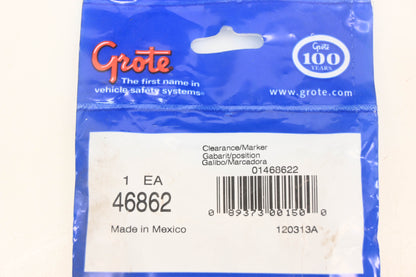 Grote
The first name in
vehicle safety systems
Grote
100
YEARS
www.grote.com
Clearance/Marker
Gabarit/position
Galibo/Marcadora
01468622
1 EA
46862
0 89373 00150 0
Made in Mexico
120313A